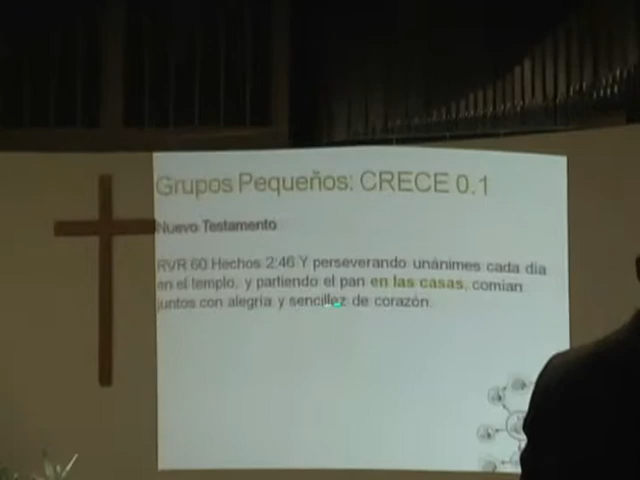 Grupos Pequeños: CRECE 0.1
Nuevo Testamento
RVR 60 Hechos 2:46 Y perseverando unánimes cada día
en el templo, y partiendo el pan en las casas, comían
juntos con alegría y sencillez de corazón.